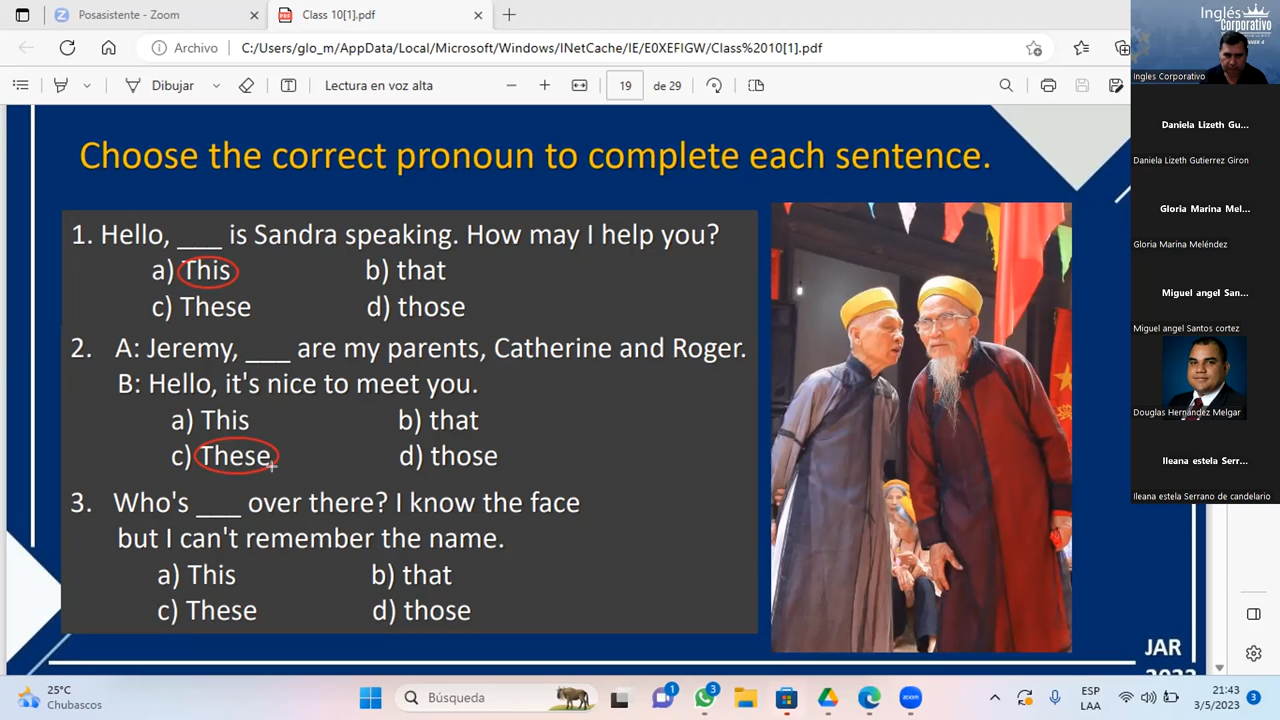 Posasistente - Zoom
Class 10[1].pdf
Archivo
C:/Users/glo_m/AppData/Local/Microsoft/Windows/INetCache/IE/E0XEFIGW/Class%2010[1].pdf
Dibujar
Lectura en voz alta
19
de 29
Choose the correct pronoun to complete each sentence.
1. Hello, ___ is Sandra speaking. How may I help you?
a) This b) that
c) These d) those
2. A: Jeremy, ___ are my parents, Catherine and Roger.
B: Hello, it's nice to meet you.
a) This b) that
c) These d) those
3. Who's ___ over there? I know the face
but I can't remember the name.
a) This b) that
c) These d) those
JAR
Inglés
Corporativo
Ingles Corporativo
Daniela Lizeth Gu...
Daniela Lizeth Gutierrez Giron
Gloria Marina Mel...
Gloria Marina Meléndez
Miguel angel San...
Miguel angel Santos cortez
Douglas Hernández Melgar
Ileana estela Serr...
Ileana estela Serrano de candelario
25°C
Chubascos
Búsqueda
1
3
ESP
LAA
21:43
3/5/2023
3